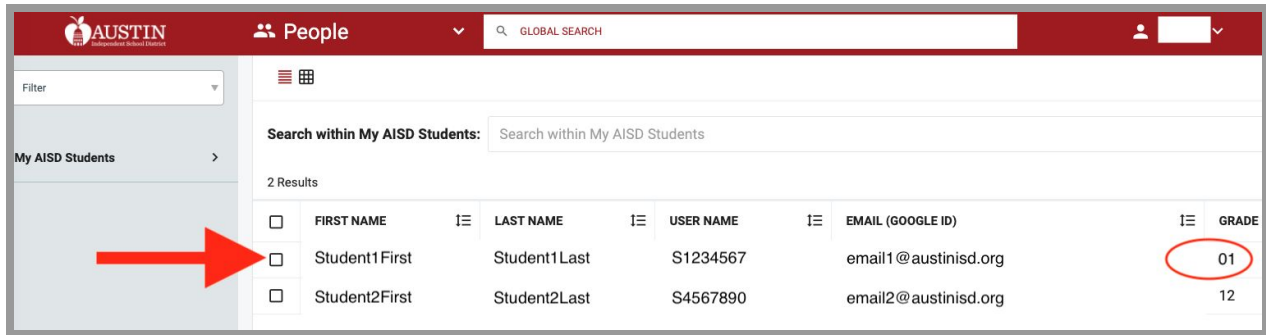 AUSTIN
Independent School District
People
GLOBAL SEARCH
Filter
My AISD Students
Search within My AISD Students: Search within My AISD Students
2 Results
FIRST NAME LAST NAME USER NAME EMAIL (GOOGLE ID) GRADE
Student1First Student1Last S1234567 email1@austinisd.org 01
Student2First Student2Last S4567890 email2@austinisd.org 12